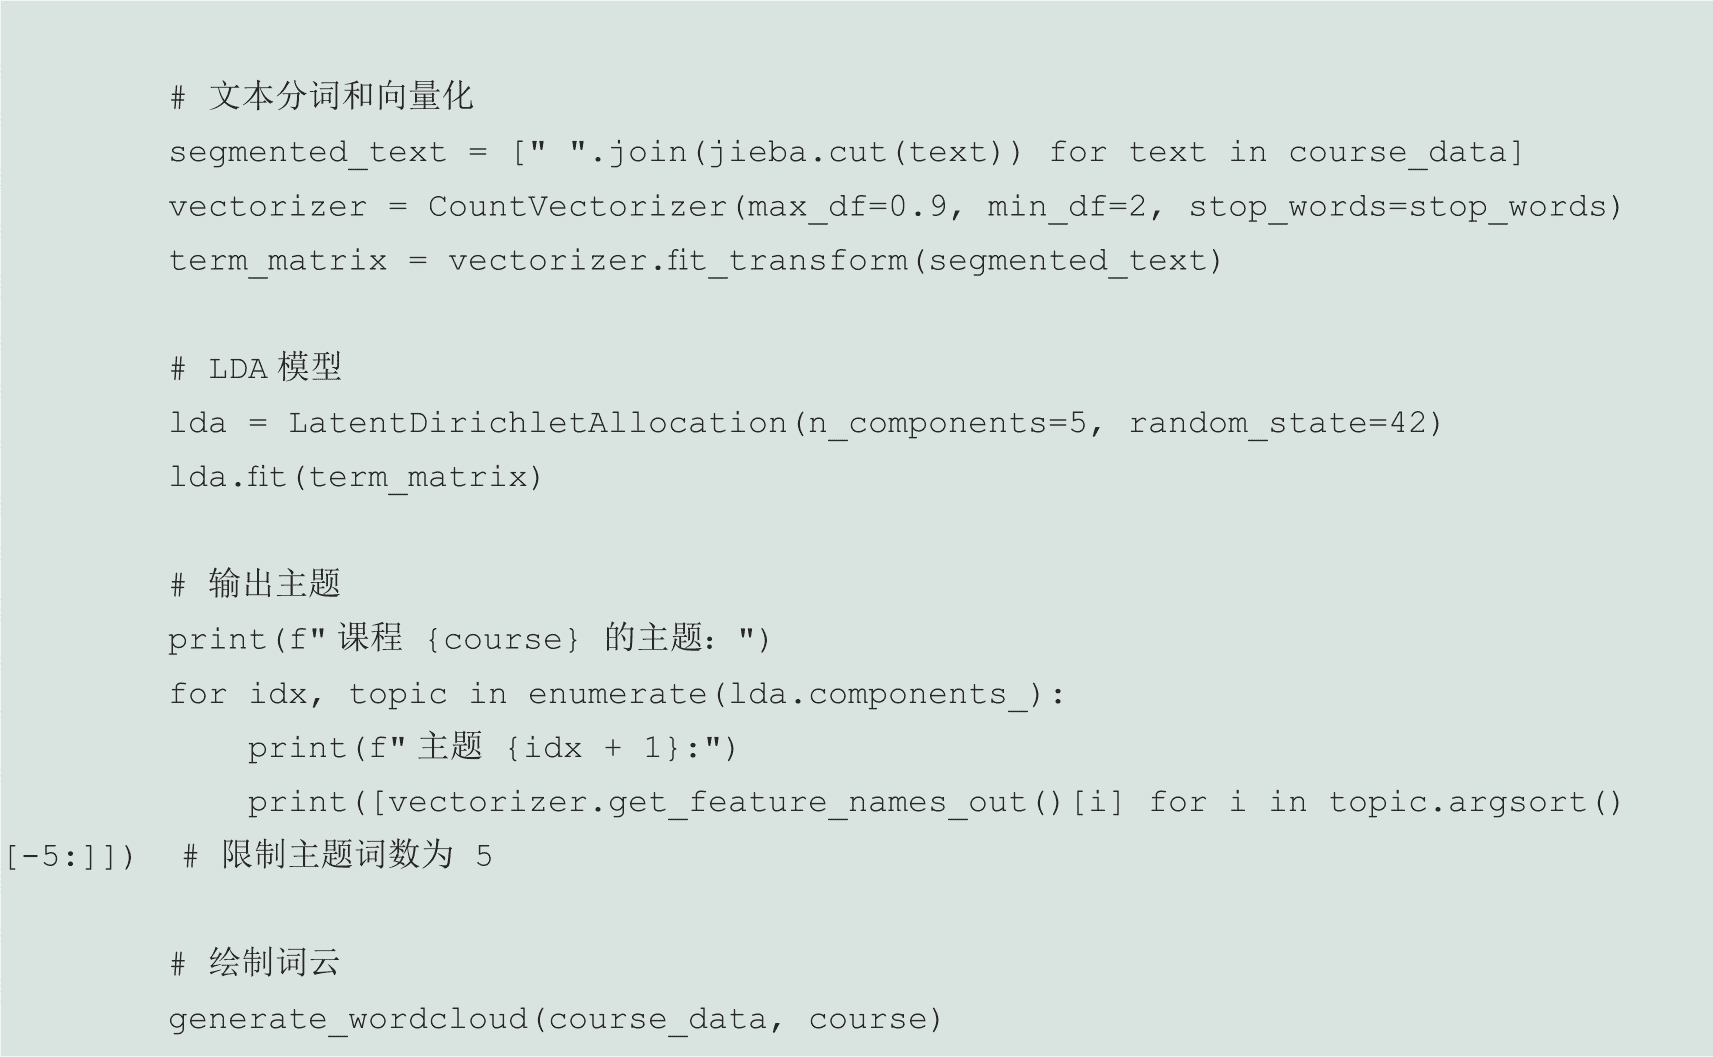 # 文本分词和向量化
segmented_text = [" ".join(jieba.cut(text)) for text in course_data]
vectorizer = CountVectorizer(max_df=0.9, min_df=2, stop_words=stop_words)
term_matrix = vectorizer.fit_transform(segmented_text)
# LDA 模型
lda = LatentDirichletAllocation(n_components=5, random_state=42)
lda.fit(term_matrix)
# 输出主题
print(f" 课程 {course} 的主题：")
for idx, topic in enumerate(lda.components_):
    print(f" 主题 {idx + 1}:")
    print([vectorizer.get_feature_names_out()[i] for i in topic.argsort()
[-5:]])  # 限制主题词数为 5
# 绘制词云
generate_wordcloud(course_data, course)